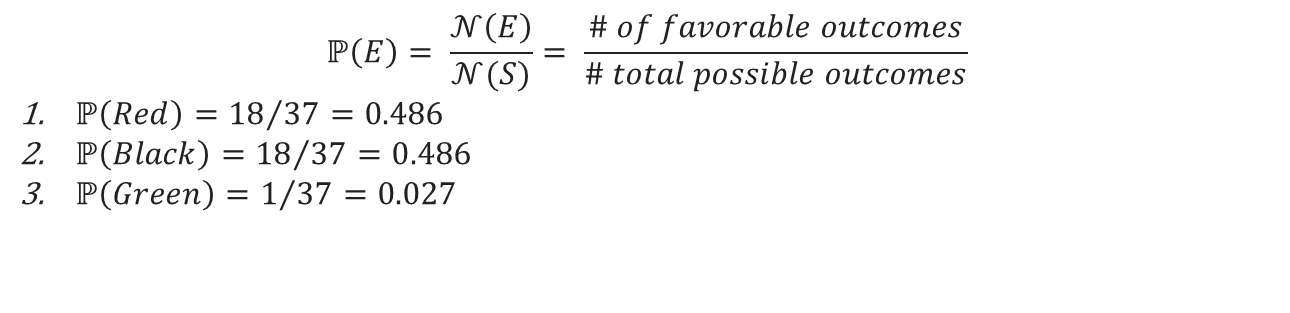 ℙ(E) = 𝒩(E)/𝒩(S) = # of favorable outcomes/# total possible outcomes
1. ℙ(Red) = 18/37 = 0.486
2. ℙ(Black) = 18/37 = 0.486
3. ℙ(Green) = 1/37 = 0.027